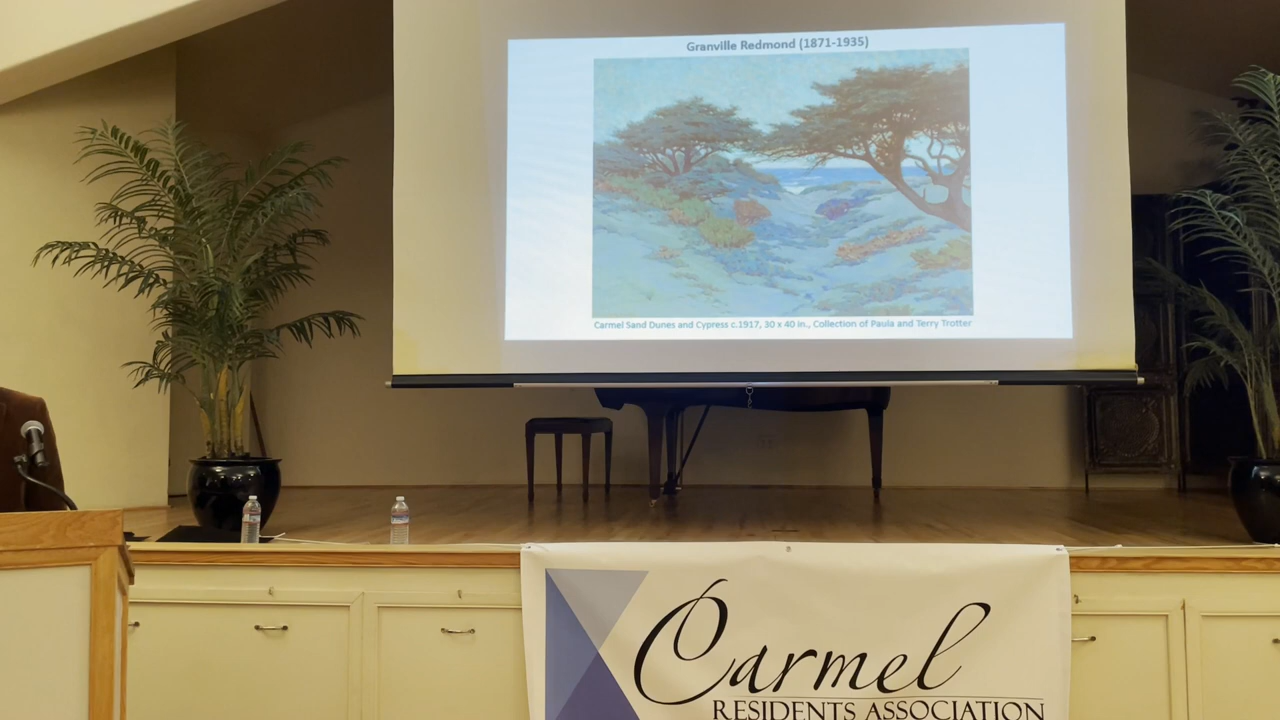 Granville Redmond (1871-1935)
Carmel Sand Dunes and Cypress c.1917, 30 x 40 in., Collection of Paula and Terry Trotter
Carmel
RESIDENTS ASSOCIATION